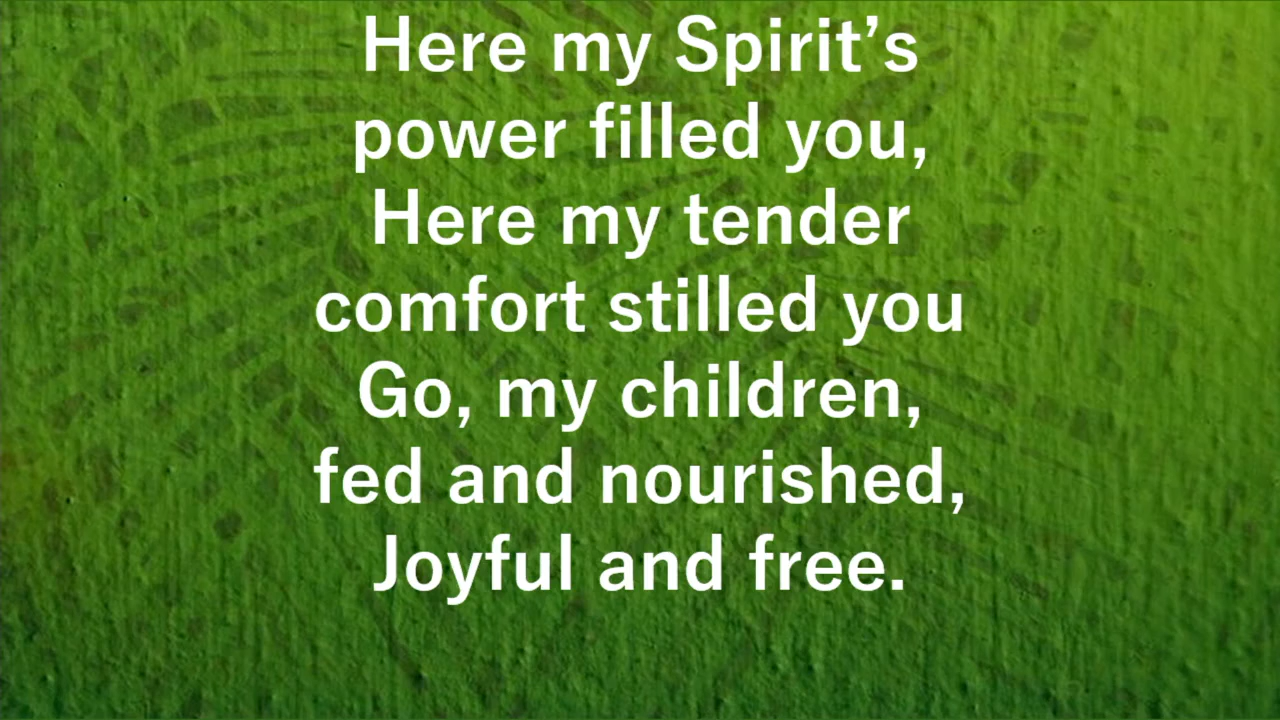 Here my Spirit’s
power filled you,
Here my tender
comfort stilled you
Go, my children,
fed and nourished,
Joyful and free.